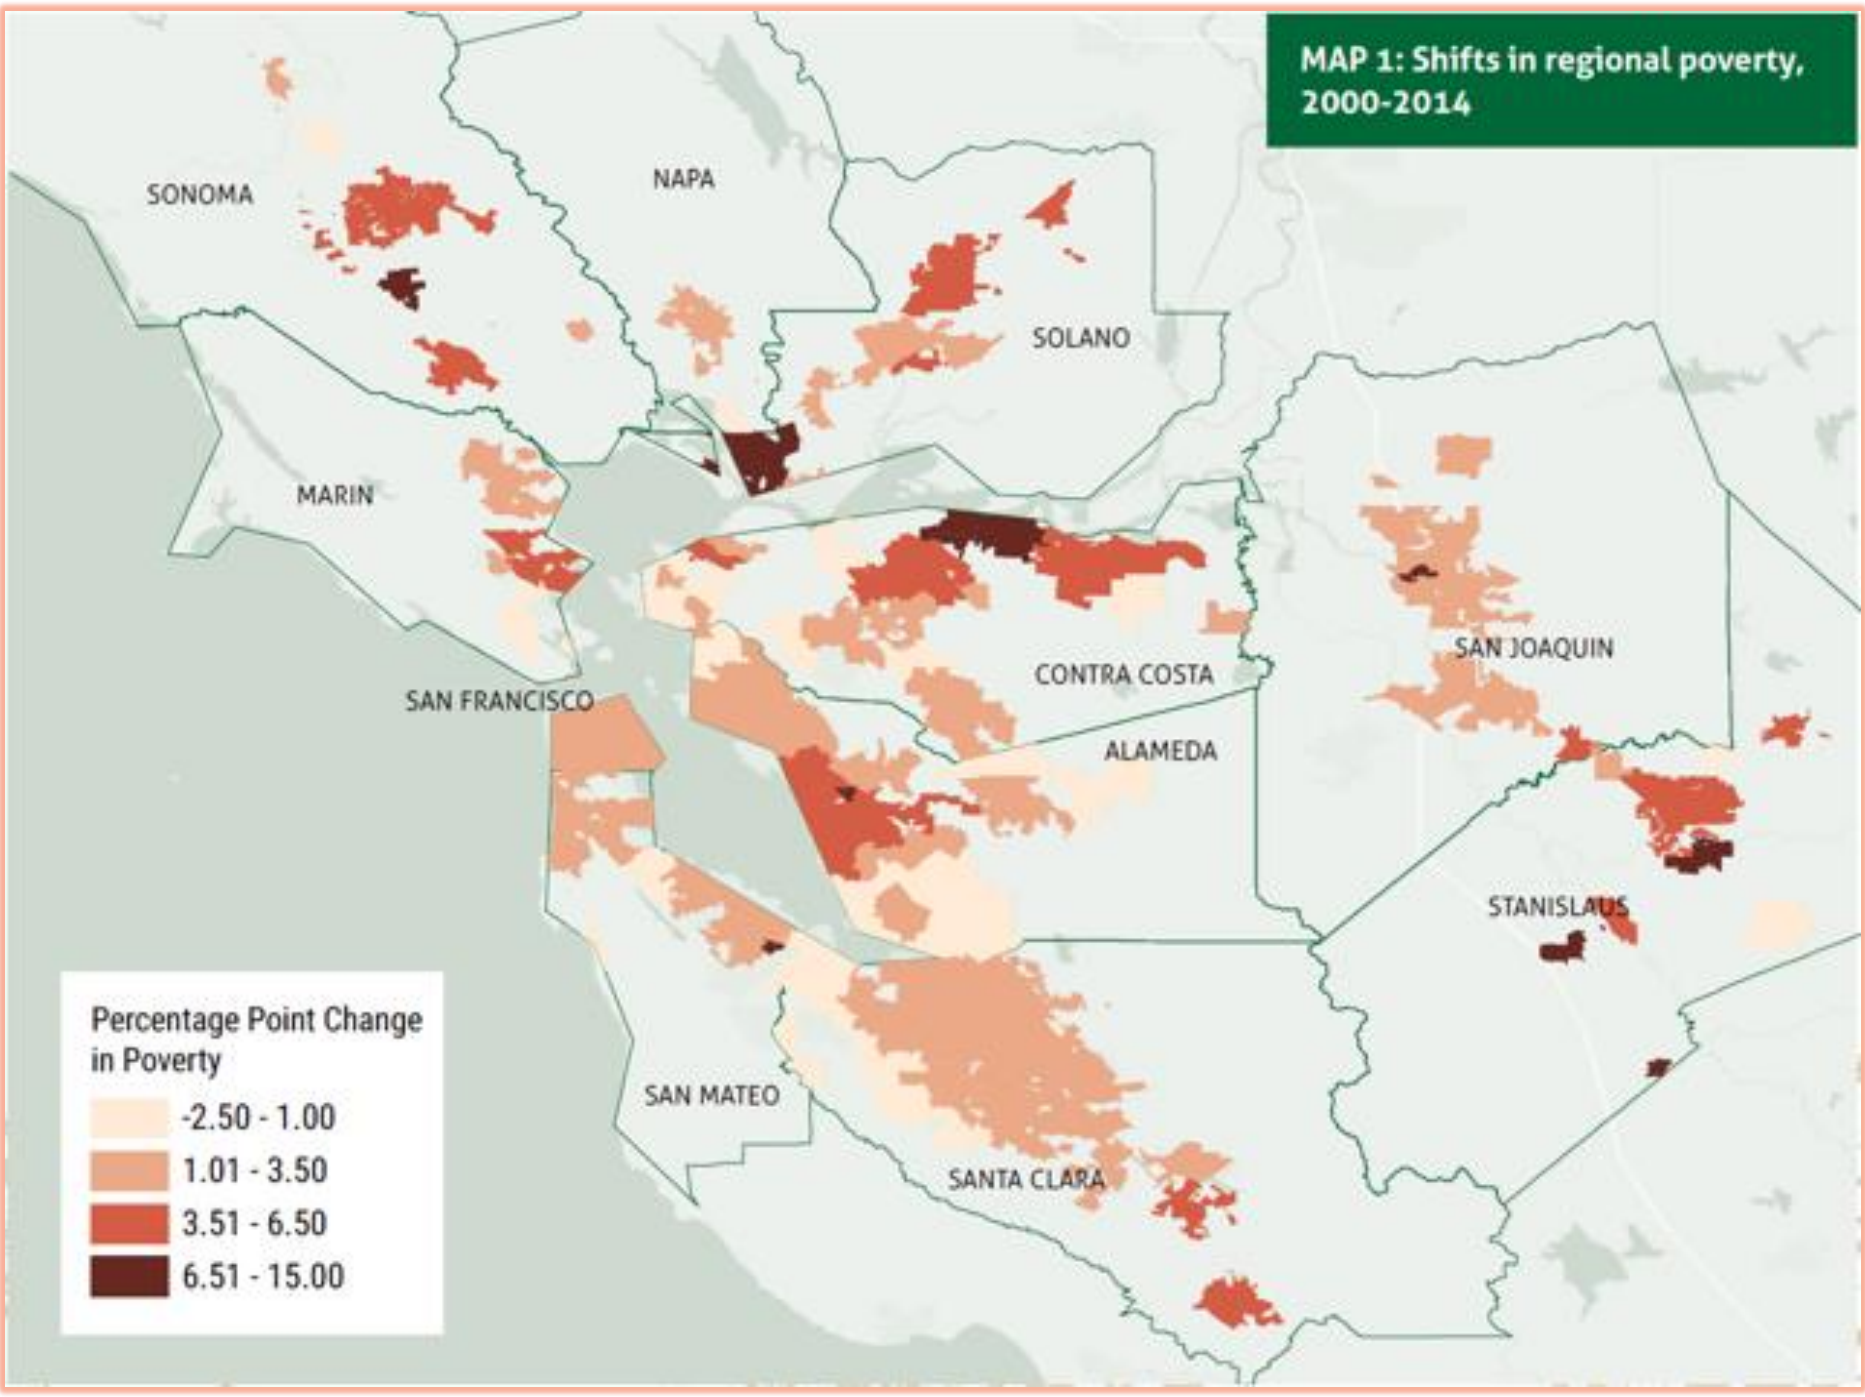 MAP 1: Shifts in regional poverty,
2000-2014
SONOMA
NAPA
SOLANO
MARIN
SAN JOAQUIN
CONTRA COSTA
SAN FRANCISCO
ALAMEDA
STANISLAUS
SAN MATEO
SANTA CLARA
Percentage Point Change
in Poverty
-2.50 - 1.00
1.01 - 3.50
3.51 - 6.50
6.51 - 15.00